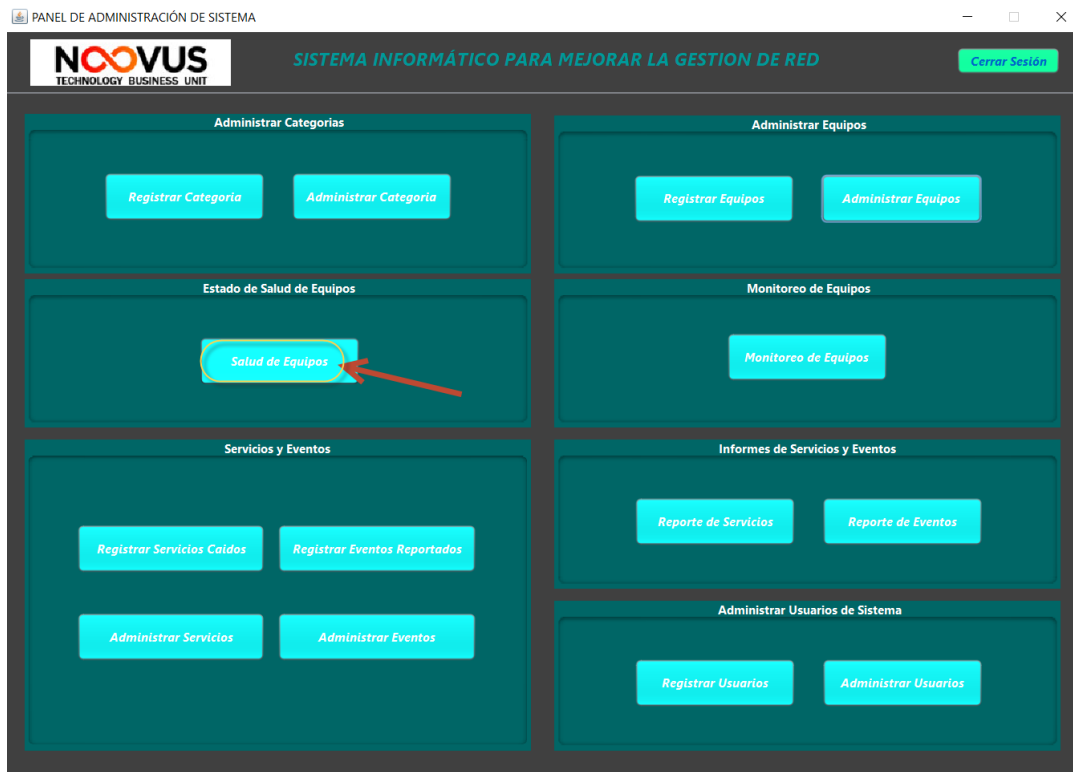 PANEL DE ADMINISTRACIÓN DE SISTEMA
NOOVUS
TECHNOLOGY BUSINESS UNIT
SISTEMA INFORMÁTICO PARA MEJORAR LA GESTION DE RED
Cerrar Sesión
Administrar Categorias
Registrar Categoria
Administrar Categoria
Administrar Equipos
Registrar Equipos
Administrar Equipos
Estado de Salud de Equipos
Salud de Equipos
Monitoreo de Equipos
Monitoreo de Equipos
Servicios y Eventos
Registrar Servicios Caidos
Registrar Eventos Reportados
Administrar Servicios
Administrar Eventos
Informes de Servicios y Eventos
Reporte de Servicios
Reporte de Eventos
Administrar Usuarios de Sistema
Registrar Usuarios
Administrar Usuarios